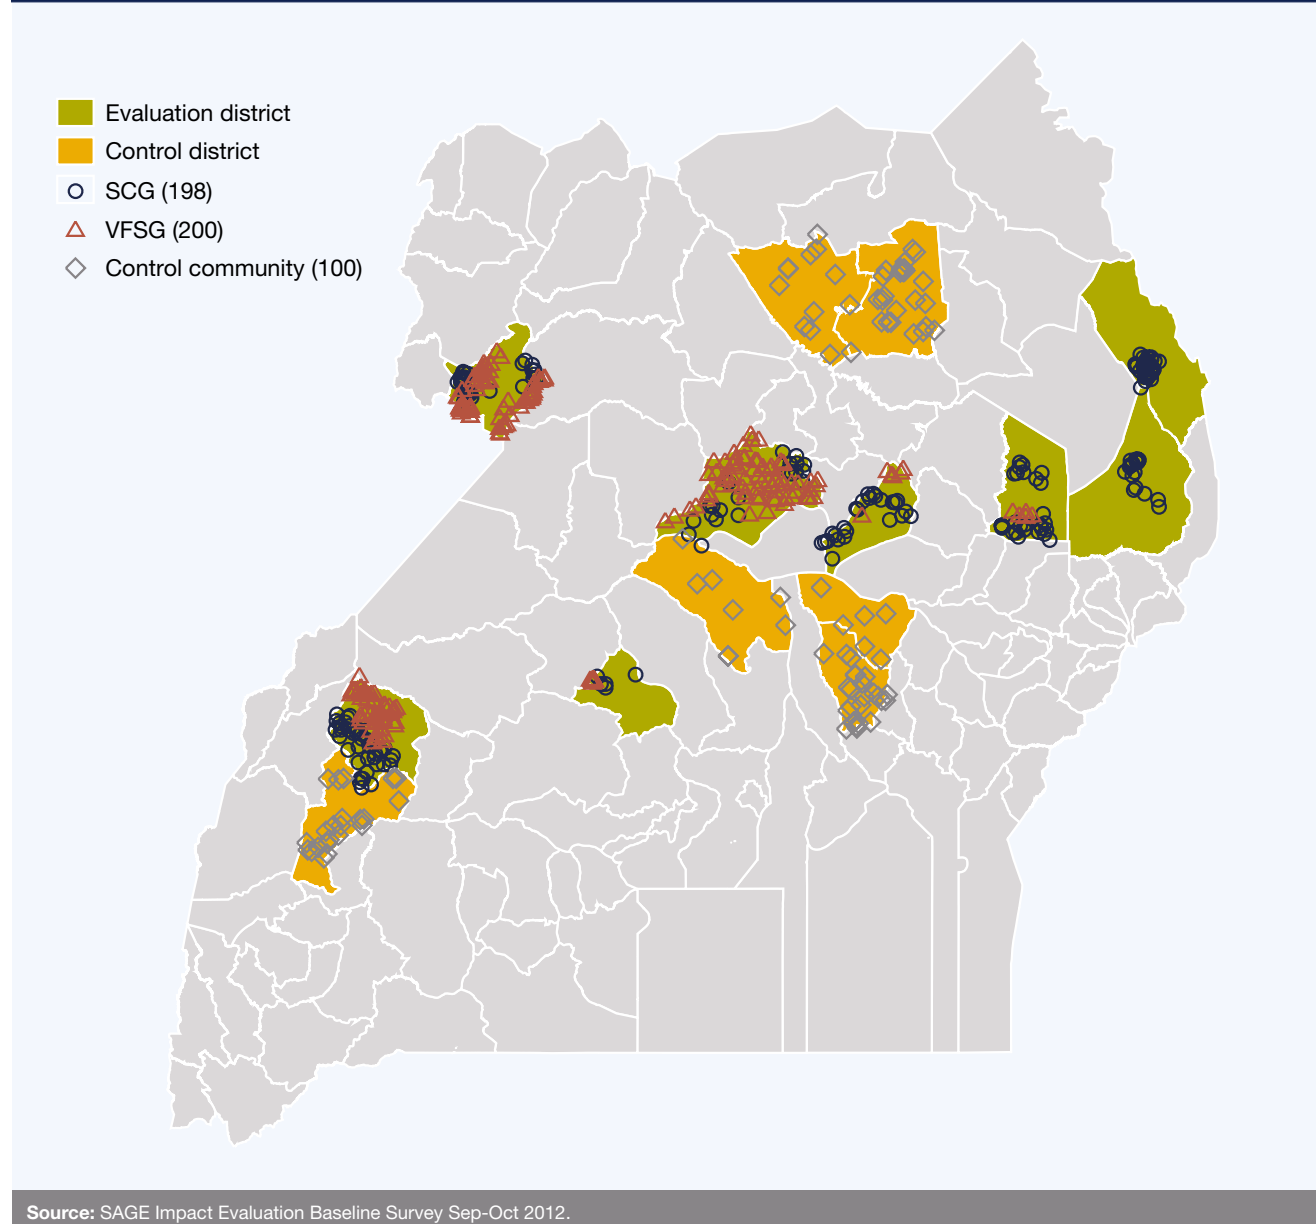 Evaluation district
Control district
SCG (198)
VFSG (200)
Control community (100)
Source: SAGE Impact Evaluation Baseline Survey Sep-Oct 2012.